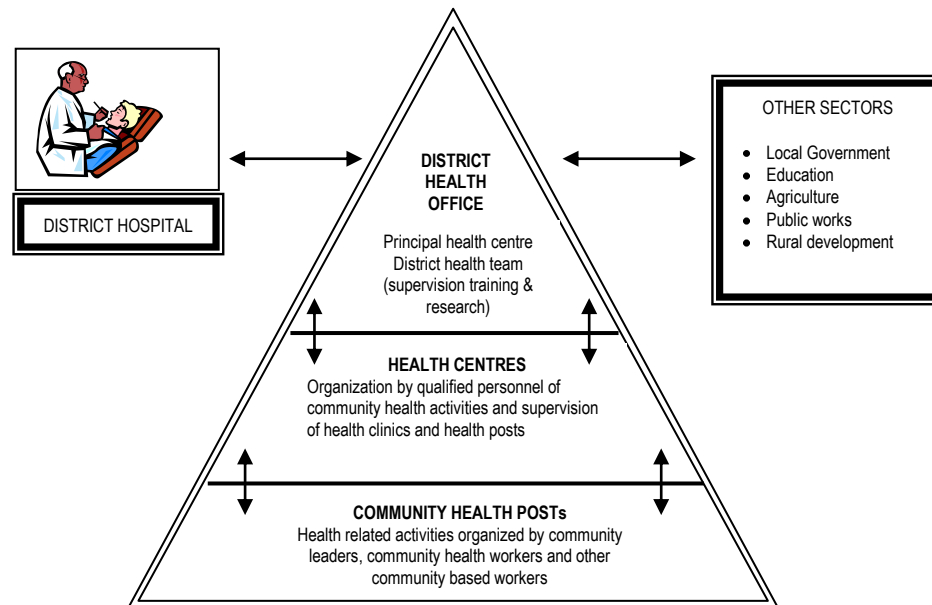 DISTRICT HOSPITAL
DISTRICT
HEALTH
OFFICE
Principal health centre
District health team
(supervision training &
research)
HEALTH CENTRES
Organization by qualified personnel of
community health activities and supervision
of health clinics and health posts
COMMUNITY HEALTH POSTs
Health related activities organized by community
leaders, community health workers and other
community based workers
OTHER SECTORS
• Local Government
• Education
• Agriculture
• Public works
• Rural development